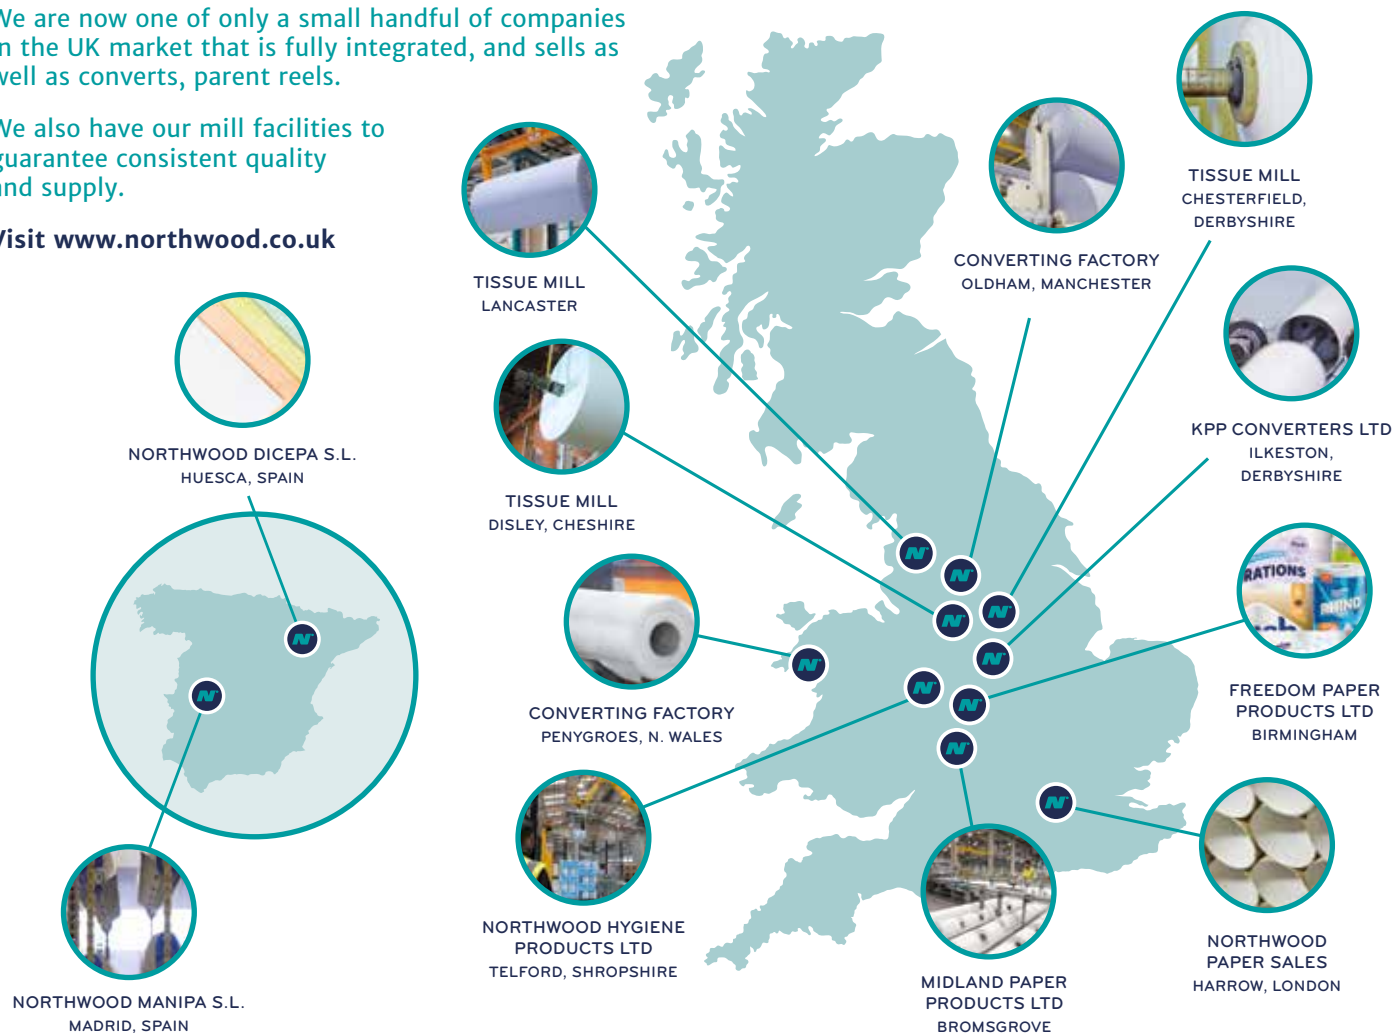 We are now one of only a small handful of companies
in the UK market that is fully integrated, and sells as
well as converts, parent reels.
We also have our mill facilities to
guarantee consistent quality
and supply.
Visit www.northwood.co.uk
TISSUE MILL
LANCASTER
TISSUE MILL
DISLEY, CHESHIRE
CONVERTING FACTORY
PENYGROES, N. WALES
NORTHWOOD HYGIENE
PRODUCTS LTD
TELFORD, SHROPSHIRE
CONVERTING FACTORY
OLDHAM, MANCHESTER
TISSUE MILL
CHESTERFIELD,
DERBYSHIRE
KPP CONVERTERS LTD
ILKESTON,
DERBYSHIRE
RATIONS
RHINO
FREEDOM PAPER
PRODUCTS LTD
BIRMINGHAM
NORTHWOOD
PAPER SALES
HARROW, LONDON
MIDLAND PAPER
PRODUCTS LTD
BROMSGROVE
NORTHWOOD DICEPA S.L.
HUESCA, SPAIN
NORTHWOOD MANIPA S.L.
MADRID, SPAIN
N
N
N
N
N
N
N
N
N
N
N
N